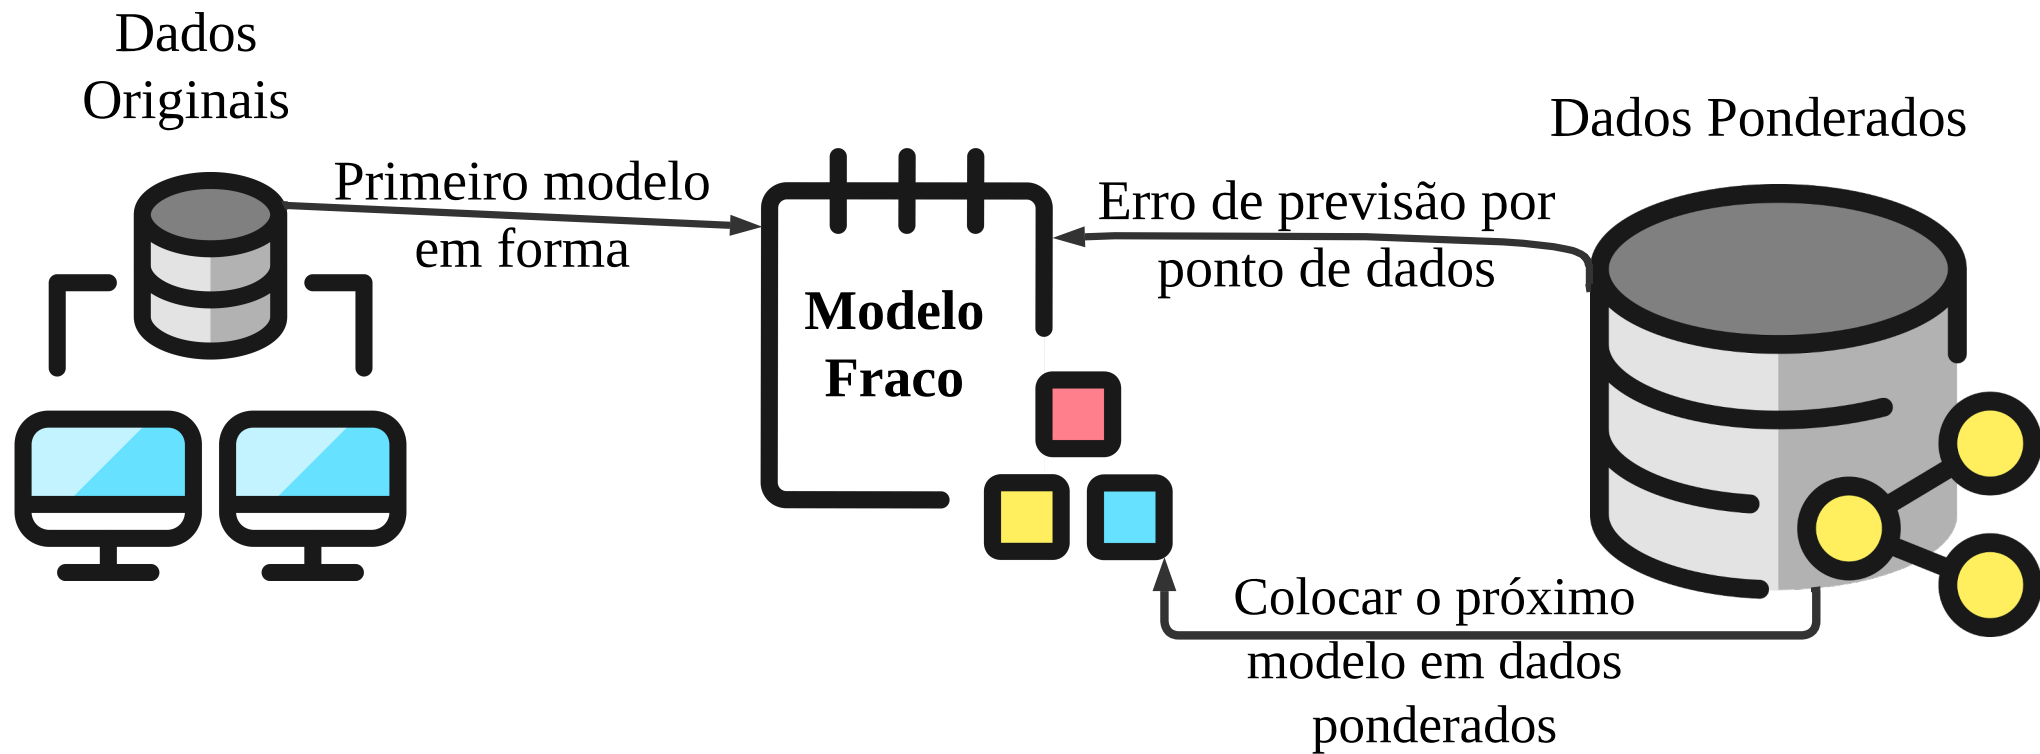 Dados
Originais
Primeiro modelo
em forma
Modelo
Fraco
Erro de previsão por
ponto de dados
Dados Ponderados
Colocar o próximo
modelo em dados
ponderados